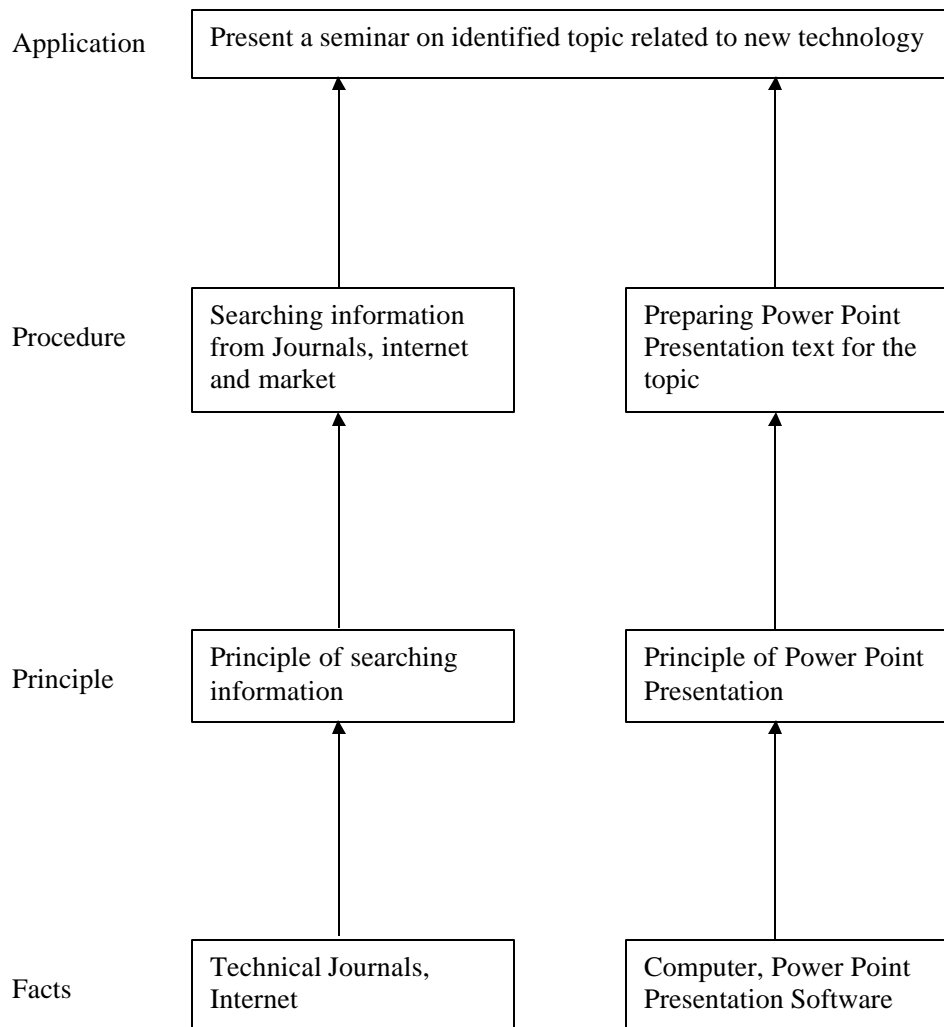 Application
Present a seminar on identified topic related to new technology
Procedure
Searching information
from Journals, internet
and market
Preparing Power Point
Presentation text for the
topic
Principle
Principle of searching
information
Principle of Power Point
Presentation
Facts
Technical Journals,
Internet
Computer, Power Point
Presentation Software